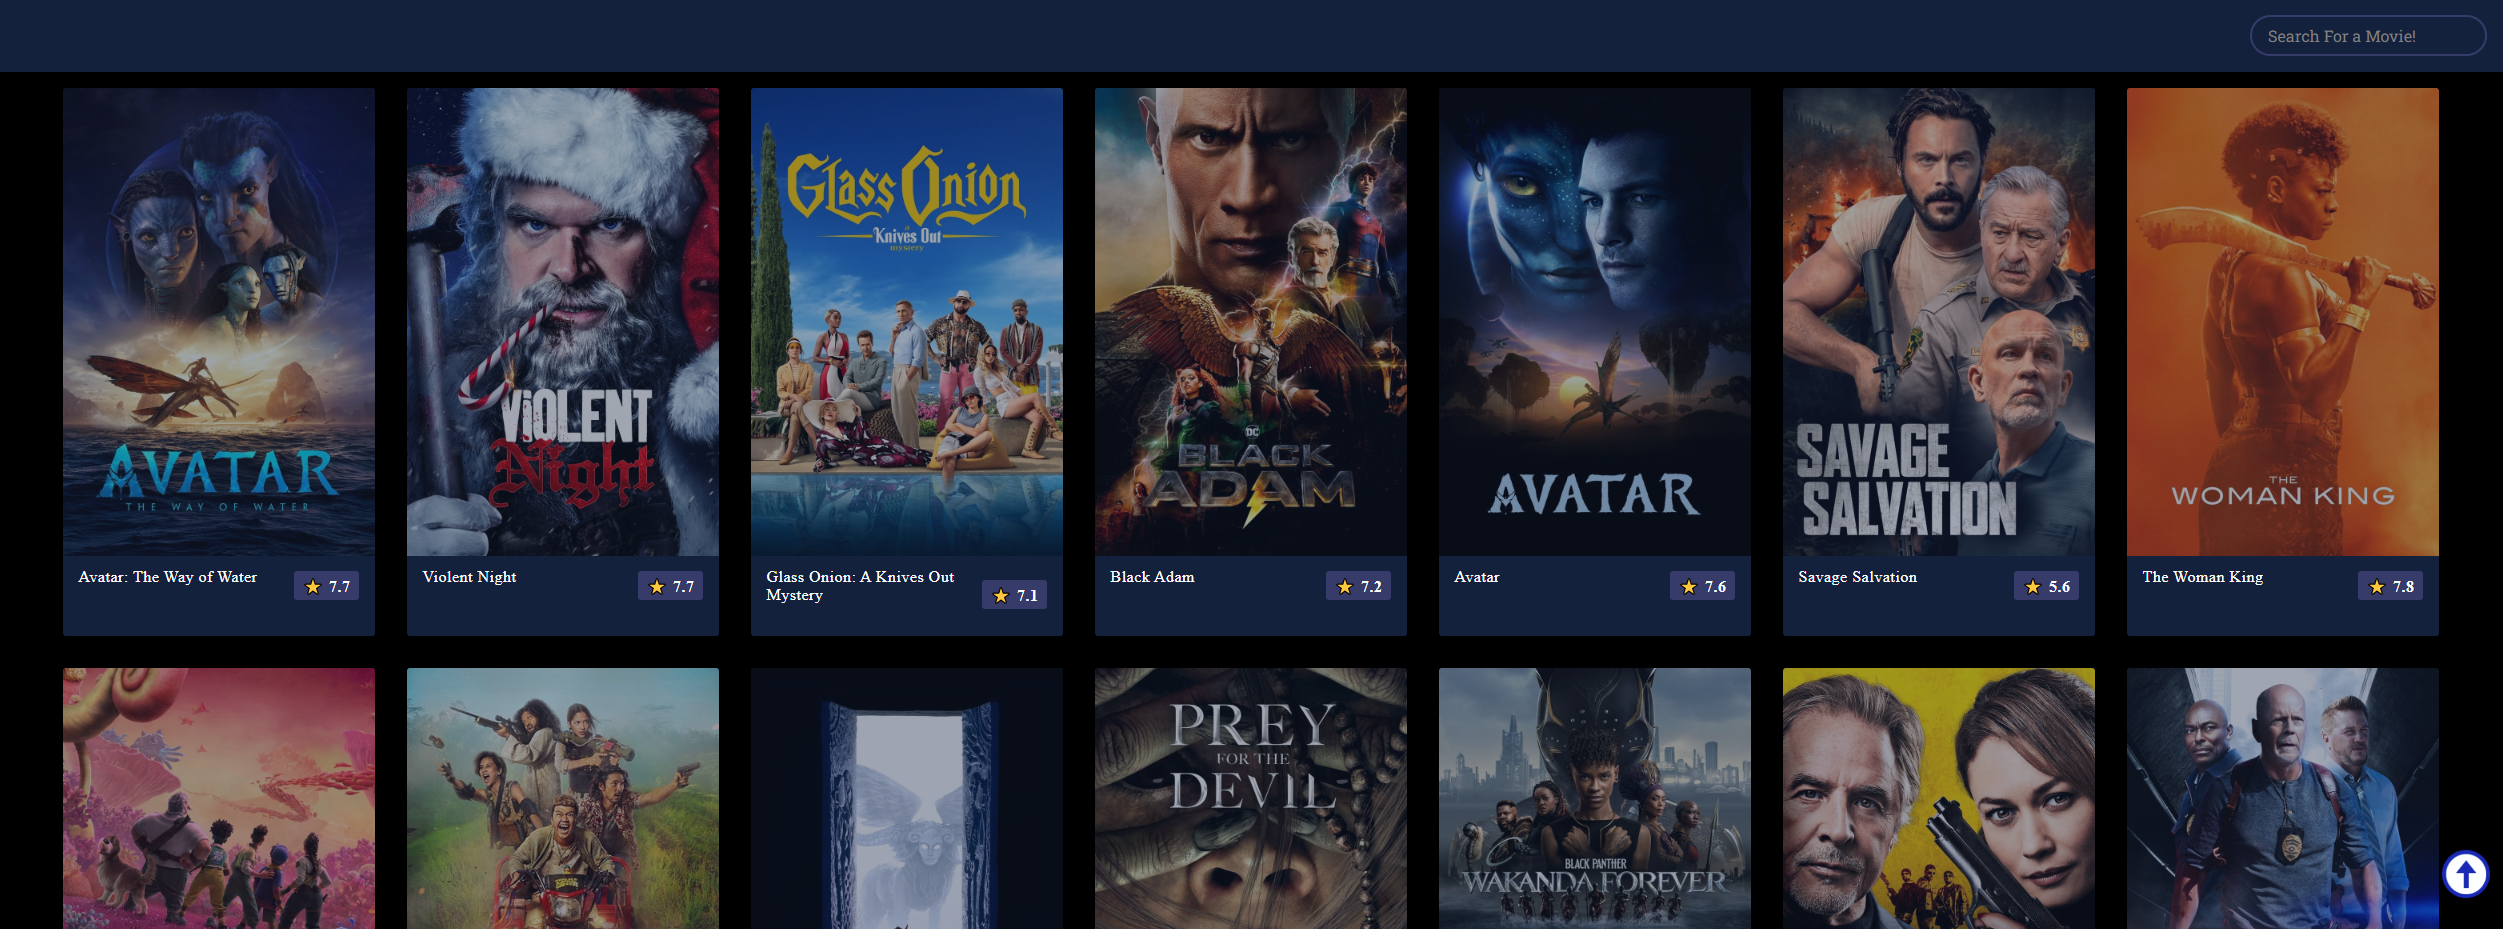 Search For a Movie!
AVATAR
THE WAY OF WATER
Avatar: The Way of Water
7.7
VIOLENT
Night
Violent Night
7.7
Glass Onion
a
Knives Out
mystery
Glass Onion: A Knives Out
Mystery
7.1
DC
BLACK
ADAM
Black Adam
7.2
AVATAR
Avatar
7.6
SAVAGE
SALVATION
Savage Salvation
5.6
THE
WOMAN KING
The Woman King
7.8
PREY
FOR THE
DEVIL
BLACK PANTHER
WAKANDA FOREVER